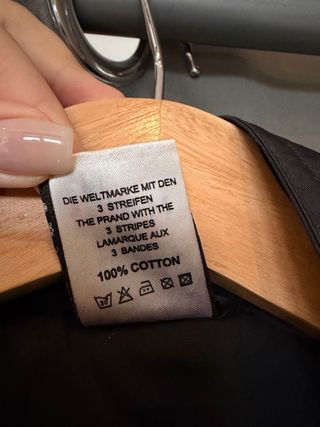 DIE WELTMARKE MIT DEN
3 STREIFEN
THE PRAND WITH THE
3 STRIPES
LAMARQUE AUX
3 BANDES
100% COTTON